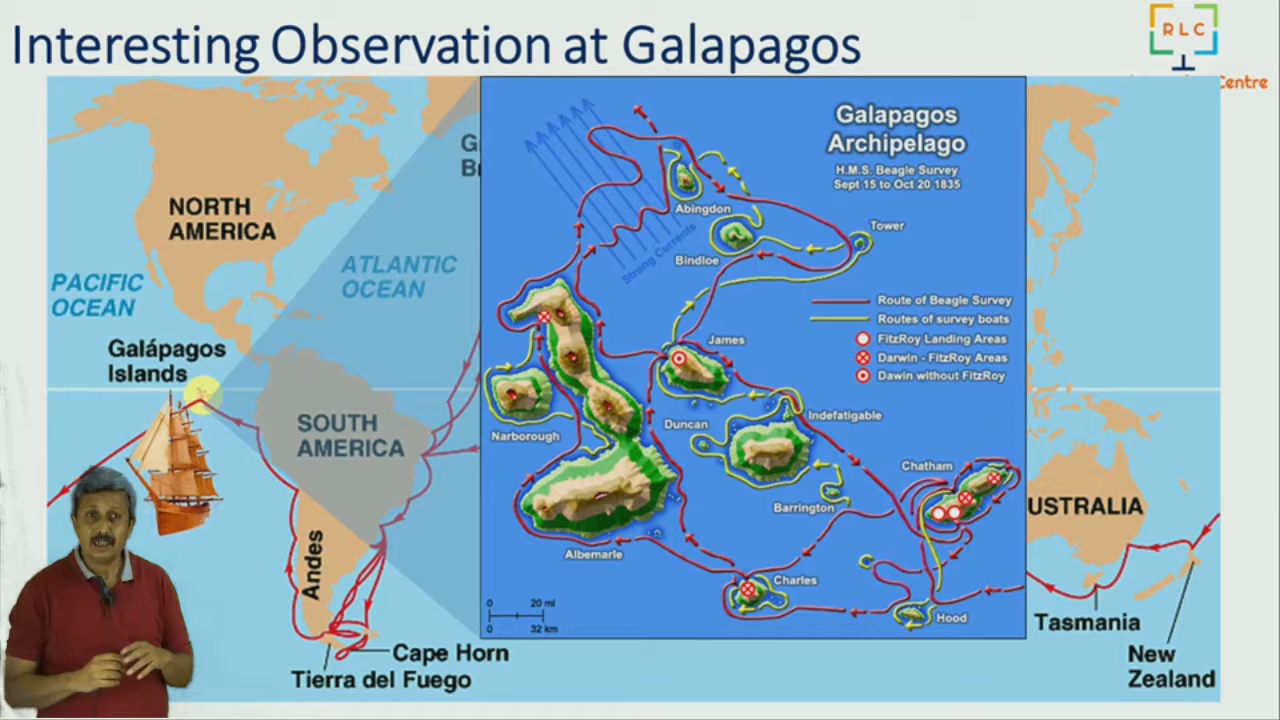 Interesting Observation at Galapagos
RLC
Centre
NORTH
AMERICA
PACIFIC
OCEAN
ATLANTIC
OCEAN
G
B
Galápagos
Islands
SOUTH
AMERICA
Andes
Cape Horn
Tierra del Fuego
Galapagos
Archipelago
H.M.S. Beagle Survey
Sept 15 to Oct 20 1835
Strong Currents
Abingdon
Bindloe
Tower
Route of Beagle Survey
Routes of survey boats
FitzRoy Landing Areas
Darwin - FitzRoy Areas
Dawin without FitzRoy
James
Narborough
Duncan
Indefatigable
Chatham
Barrington
Albemarle
Charles
Hood
0 20 mi
0 32 km
USTRALIA
Tasmania
New
Zealand